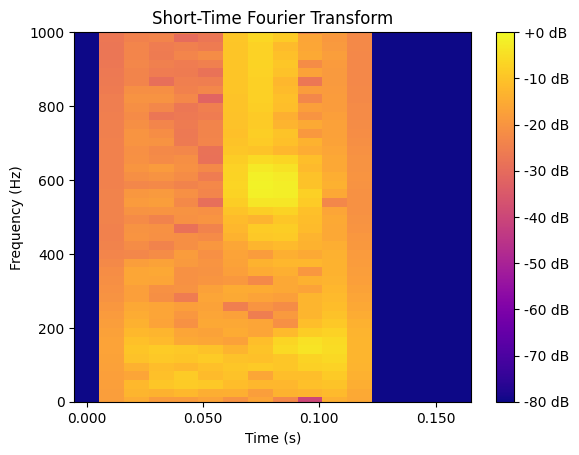 Short-Time Fourier Transform
1000
800
600
400
200
0
Frequency (Hz)
0.000
0.050
0.100
0.150
Time (s)
+0 dB
-10 dB
-20 dB
-30 dB
-40 dB
-50 dB
-60 dB
-70 dB
-80 dB